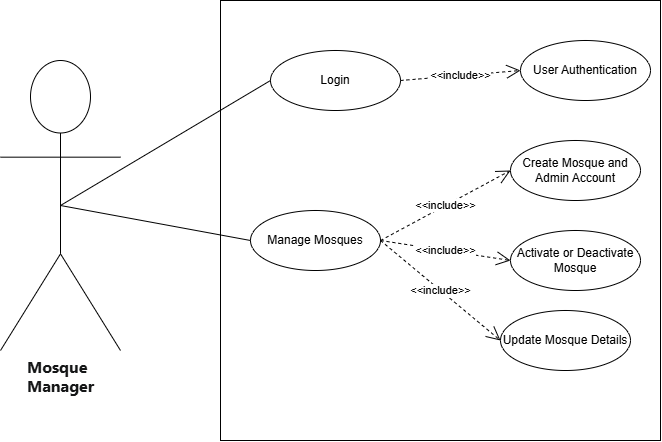 Login
<<include>>
User Authentication
Create Mosque and
Admin Account
<<include>>
Manage Mosques
<<include>>
Activate or Deactivate
Mosque
<<include>>
Update Mosque Details
Mosque
Manager